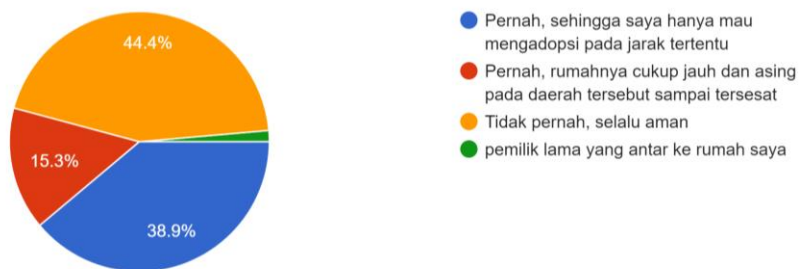 44.4%
15.3%
38.9%
Pernah, sehingga saya hanya mau
mengadopsi pada jarak tertentu
Pernah, rumahnya cukup jauh dan asing
pada daerah tersebut sampai tersesat
Tidak pernah, selalu aman
pemilik lama yang antar ke rumah saya